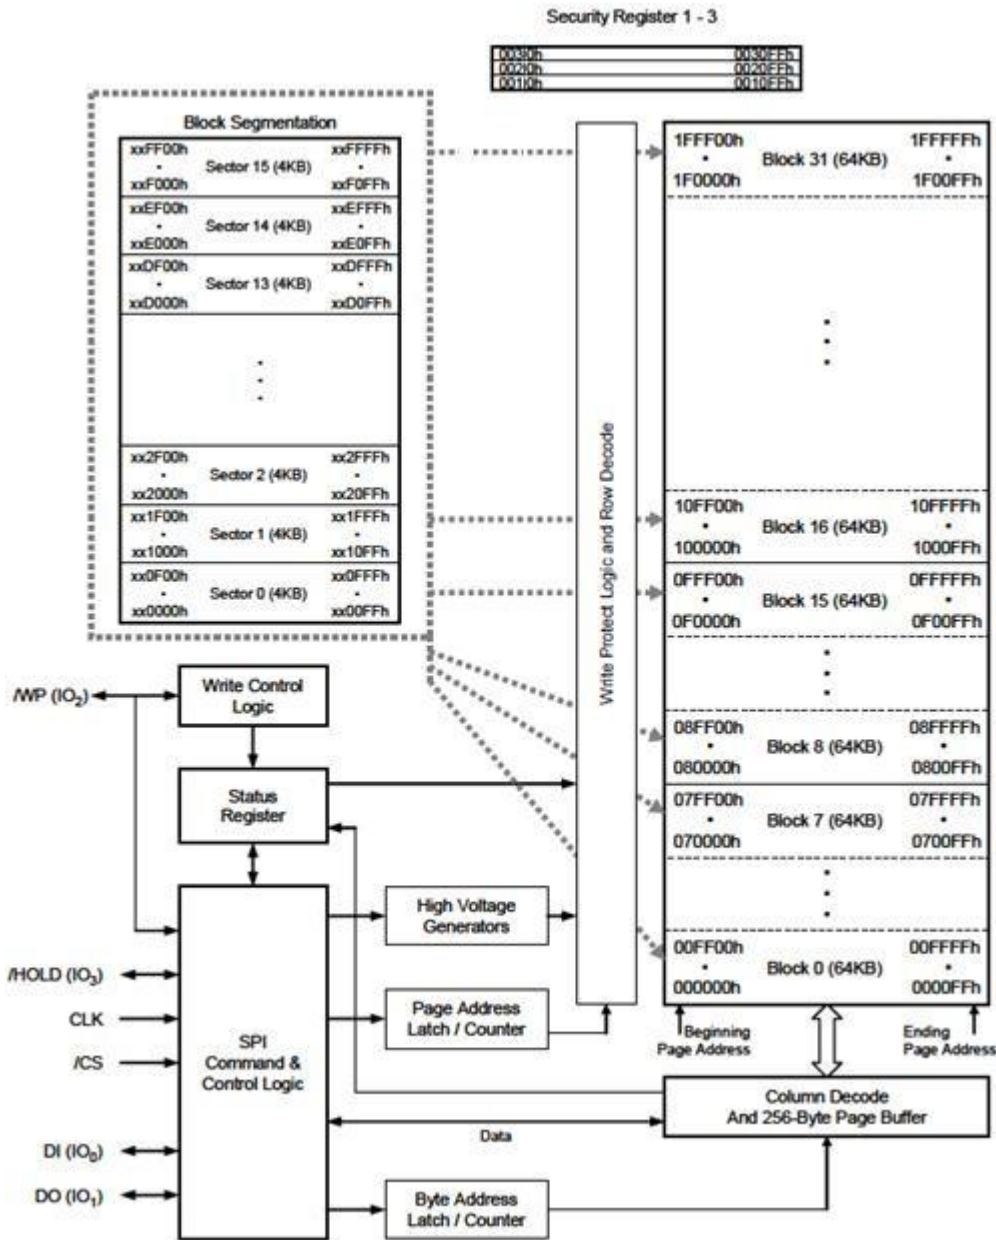 Security Register 1 - 3
0030h 0030FFh
0020h 0020FFh
0010h 0010FFh
Block Segmentation
xxFF00h xxFFFFh
Sector 15 (4KB)
xxF000h xxF0FFh
xxEF00h xxEFFFh
Sector 14 (4KB)
xxE000h xxE0FFh
xxDF00h xxDFFFh
Sector 13 (4KB)
xxD000h xxD0FFh
xx2F00h xx2FFFh
Sector 2 (4KB)
xx2000h xx20FFh
xx1F00h xx1FFFh
Sector 1 (4KB)
xx1000h xx10FFh
xx0F00h xx0FFFh
Sector 0 (4KB)
xx0000h xx00FFh
Write Protect Logic and Row Decode
1FFF00h 1FFFFFh
Block 31 (64KB)
1F0000h 1F00FFh
10FF00h 10FFFFh
Block 16 (64KB)
100000h 1000FFh
0FFF00h 0FFFFFh
Block 15 (64KB)
0F0000h 0F00FFh
08FF00h 08FFFFh
Block 8 (64KB)
080000h 0800FFh
07FF00h 07FFFFh
Block 7 (64KB)
070000h 0700FFh
00FF00h 00FFFFh
Block 0 (64KB)
000000h 0000FFh
Beginning
Page Address
Ending
Page Address
/WP (IO2)
Write Control
Logic
Status
Register
High Voltage
Generators
/HOLD (IO3)
CLK
/CS
DI (IO0)
DO (IO1)
SPI
Command &
Control Logic
Page Address
Latch / Counter
Column Decode
And 256-Byte Page Buffer
Data
Byte Address
Latch / Counter